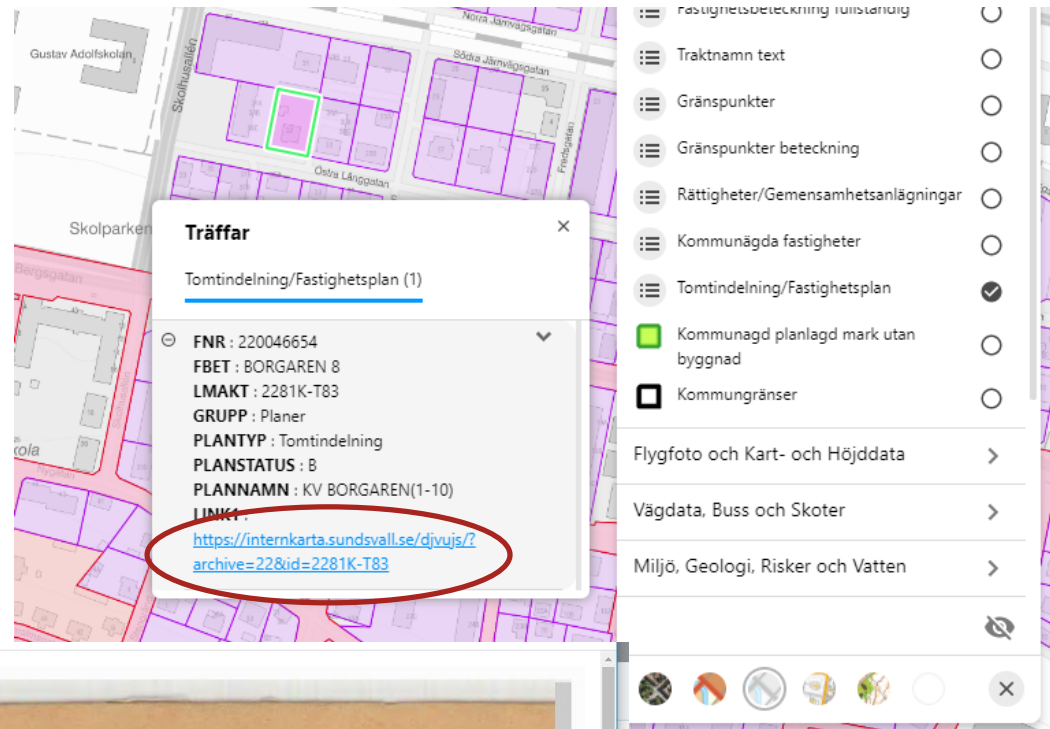 Norra Järnvägsgatan
Gustav Adolfskolan
Södra Järnvägsgatan
Skolhusallén
Fredsgatan
Östra Långgatan
Skolparken
Bergsgatan
Träffar
Tomtindelning/Fastighetsplan (1)
FNR : 220046654
FBET : BORGAREN 8
LMAKT : 2281K-T83
GRUPP : Planer
PLANTYP : Tomtindelning
PLANSTATUS : B
PLANNAMN : KV BORGAREN(1-10)
LINK1 :
https://internkarta.sundsvall.se/djvujs/?
archive=22&id=2281K-T83
Fastighetsbeteckning fullständig
Traktnamn text
Gränspunkter
Gränspunkter beteckning
Rättigheter/Gemensamhetsanlägningar
Kommunägda fastigheter
Tomtindelning/Fastighetsplan
Kommunagd planlagd mark utan
byggnad
Kommungränser
Flygfoto och Kart- och Höjddata
Vägdata, Buss och Skoter
Miljö, Geologi, Risker och Vatten